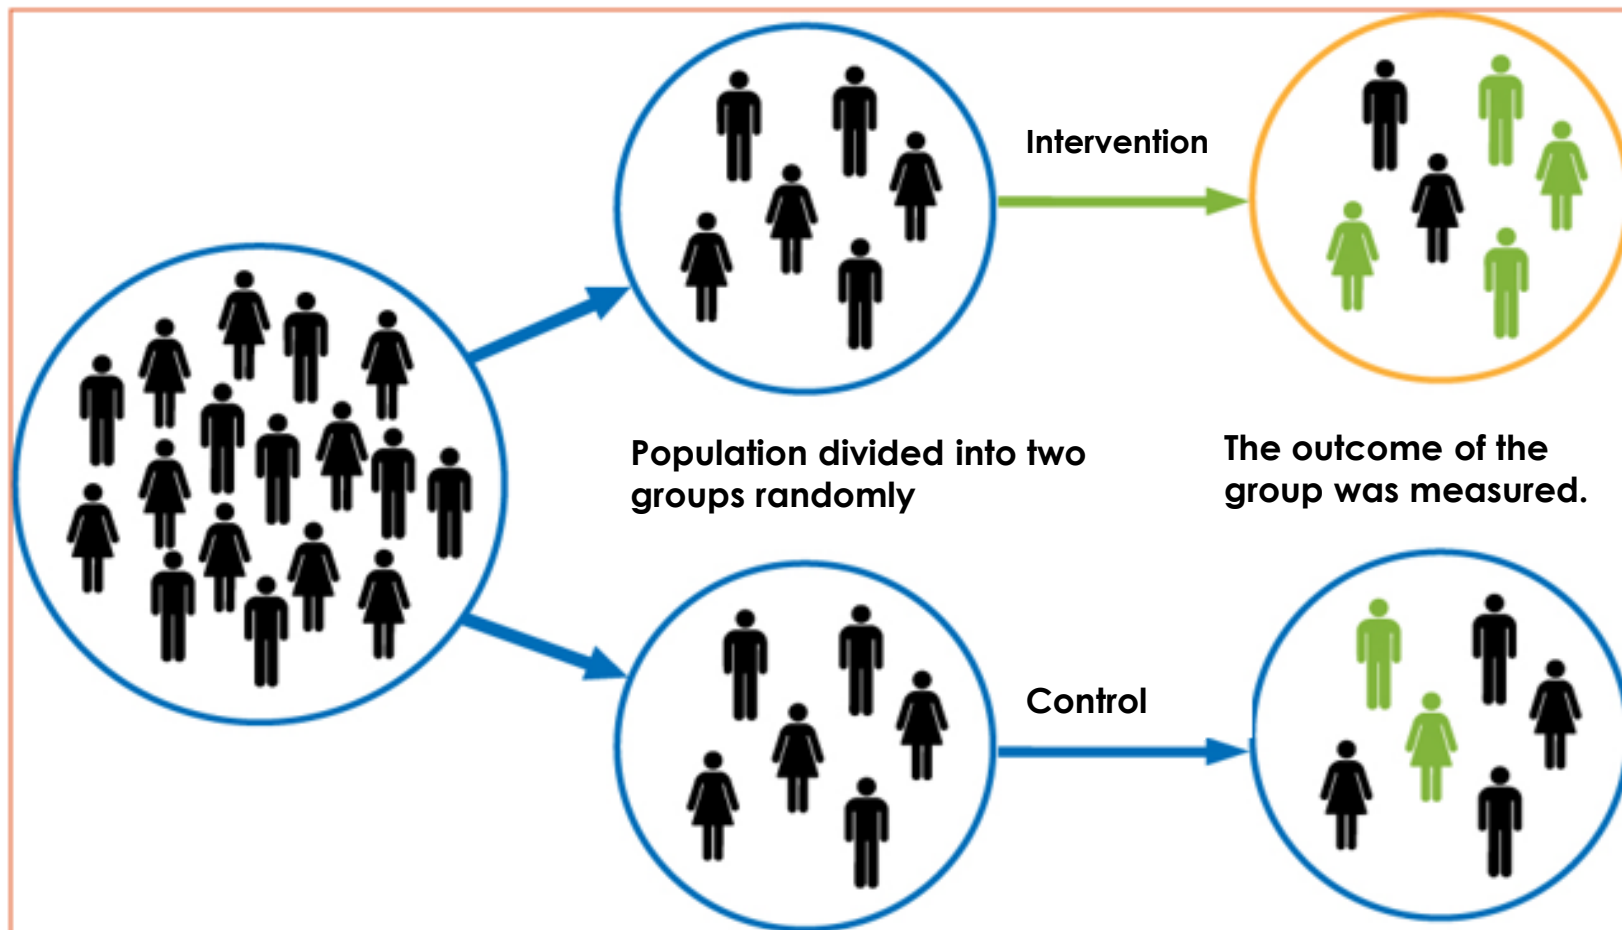 Intervention
Population divided into two
groups randomly
The outcome of the
group was measured.
Control